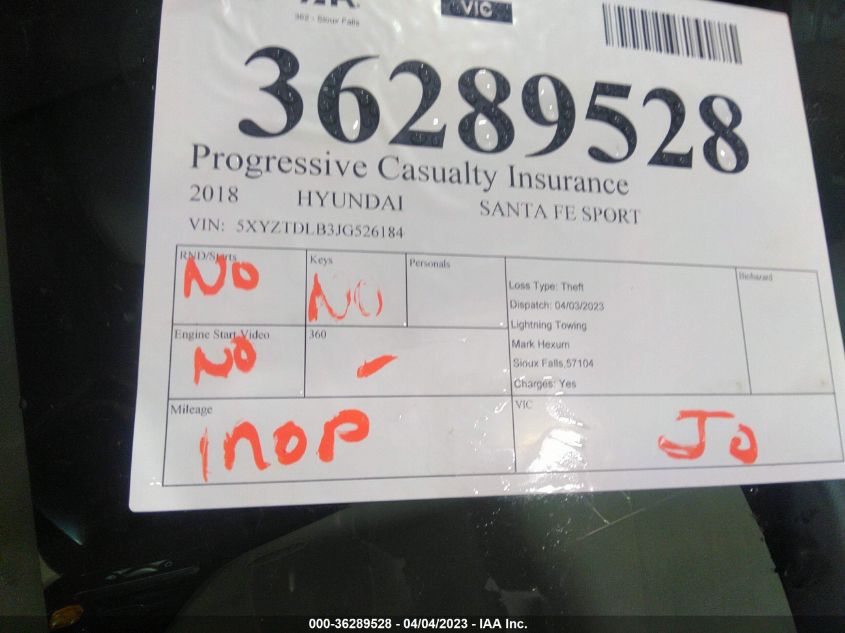 362 - Sioux Falls
VIC
36289528
Progressive Casualty Insurance
2018 HYUNDAI SANTA FE SPORT
VIN: 5XYZTDLB3JG526184
RND/Starts
NO
Keys
NO
Personals
Loss Type: Theft
Dispatch: 04/03/2023
Lightning Towing
Mark Hexum
Sioux Falls,57104
Charges: Yes
Biohazard
Engine Start Video
NO
360
-
Mileage
inop
VIC
JO
000-36289528 - 04/04/2023 - IAA Inc.